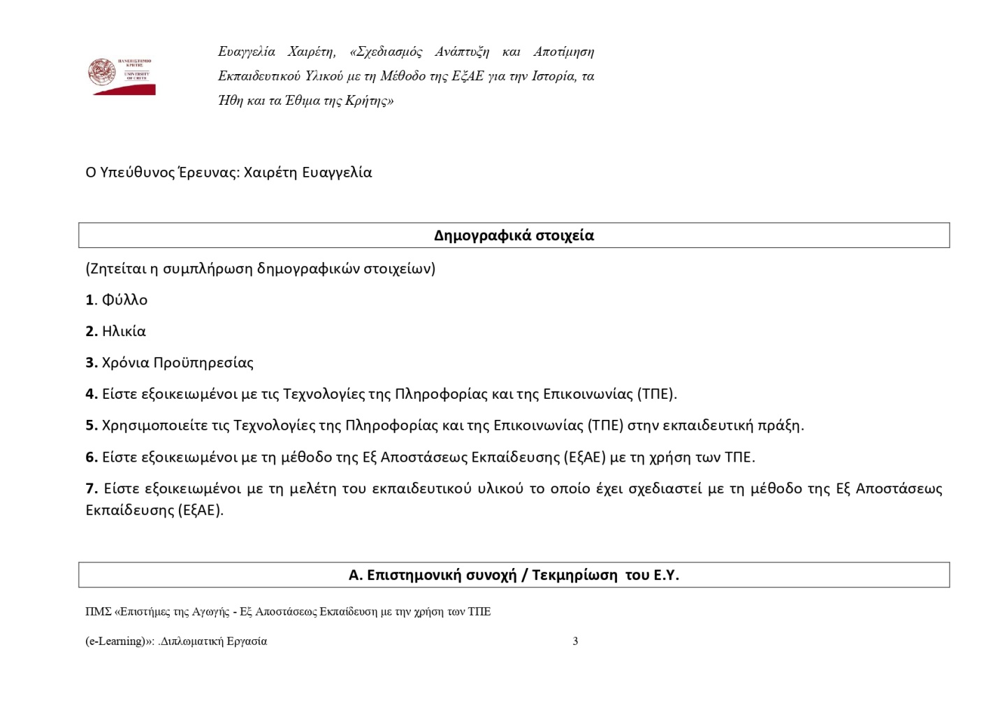 ΠΑΝΕΠΙΣΤΗΜΙΟ
ΚΡΗΤΗΣ
UNIVERSITY
OF CRETE
Ευαγγελία Χαιρέτη, «Σχεδιασμός Ανάπτυξη και Αποτίμηση
Εκπαιδευτικού Υλικού με τη Μέθοδο της ΕξΑΕ για την Ιστορία, τα
Ήθη και τα Έθιμα της Κρήτης»
Ο Υπεύθυνος Έρευνας: Χαιρέτη Ευαγγελία
Δημογραφικά στοιχεία
(Ζητείται η συμπλήρωση δημογραφικών στοιχείων)
1. Φύλλο
2. Ηλικία
3. Χρόνια Προϋπηρεσίας
4. Είστε εξοικειωμένοι με τις Τεχνολογίες της Πληροφορίας και της Επικοινωνίας (ΤΠΕ).
5. Χρησιμοποιείτε τις Τεχνολογίες της Πληροφορίας και της Επικοινωνίας (ΤΠΕ) στην εκπαιδευτική πράξη.
6. Είστε εξοικειωμένοι με τη μέθοδο της Εξ Αποστάσεως Εκπαίδευσης (ΕξΑΕ) με τη χρήση των ΤΠΕ.
7. Είστε εξοικειωμένοι με τη μελέτη του εκπαιδευτικού υλικού το οποίο έχει σχεδιαστεί με τη μέθοδο της Εξ Αποστάσεως
Εκπαίδευσης (ΕξΑΕ).
Α. Επιστημονική συνοχή / Τεκμηρίωση του Ε.Υ.
ΠΜΣ «Επιστήμες της Αγωγής - Εξ Αποστάσεως Εκπαίδευση με την χρήση των ΤΠΕ
(e-Learning)»: .Διπλωματική Εργασία 3